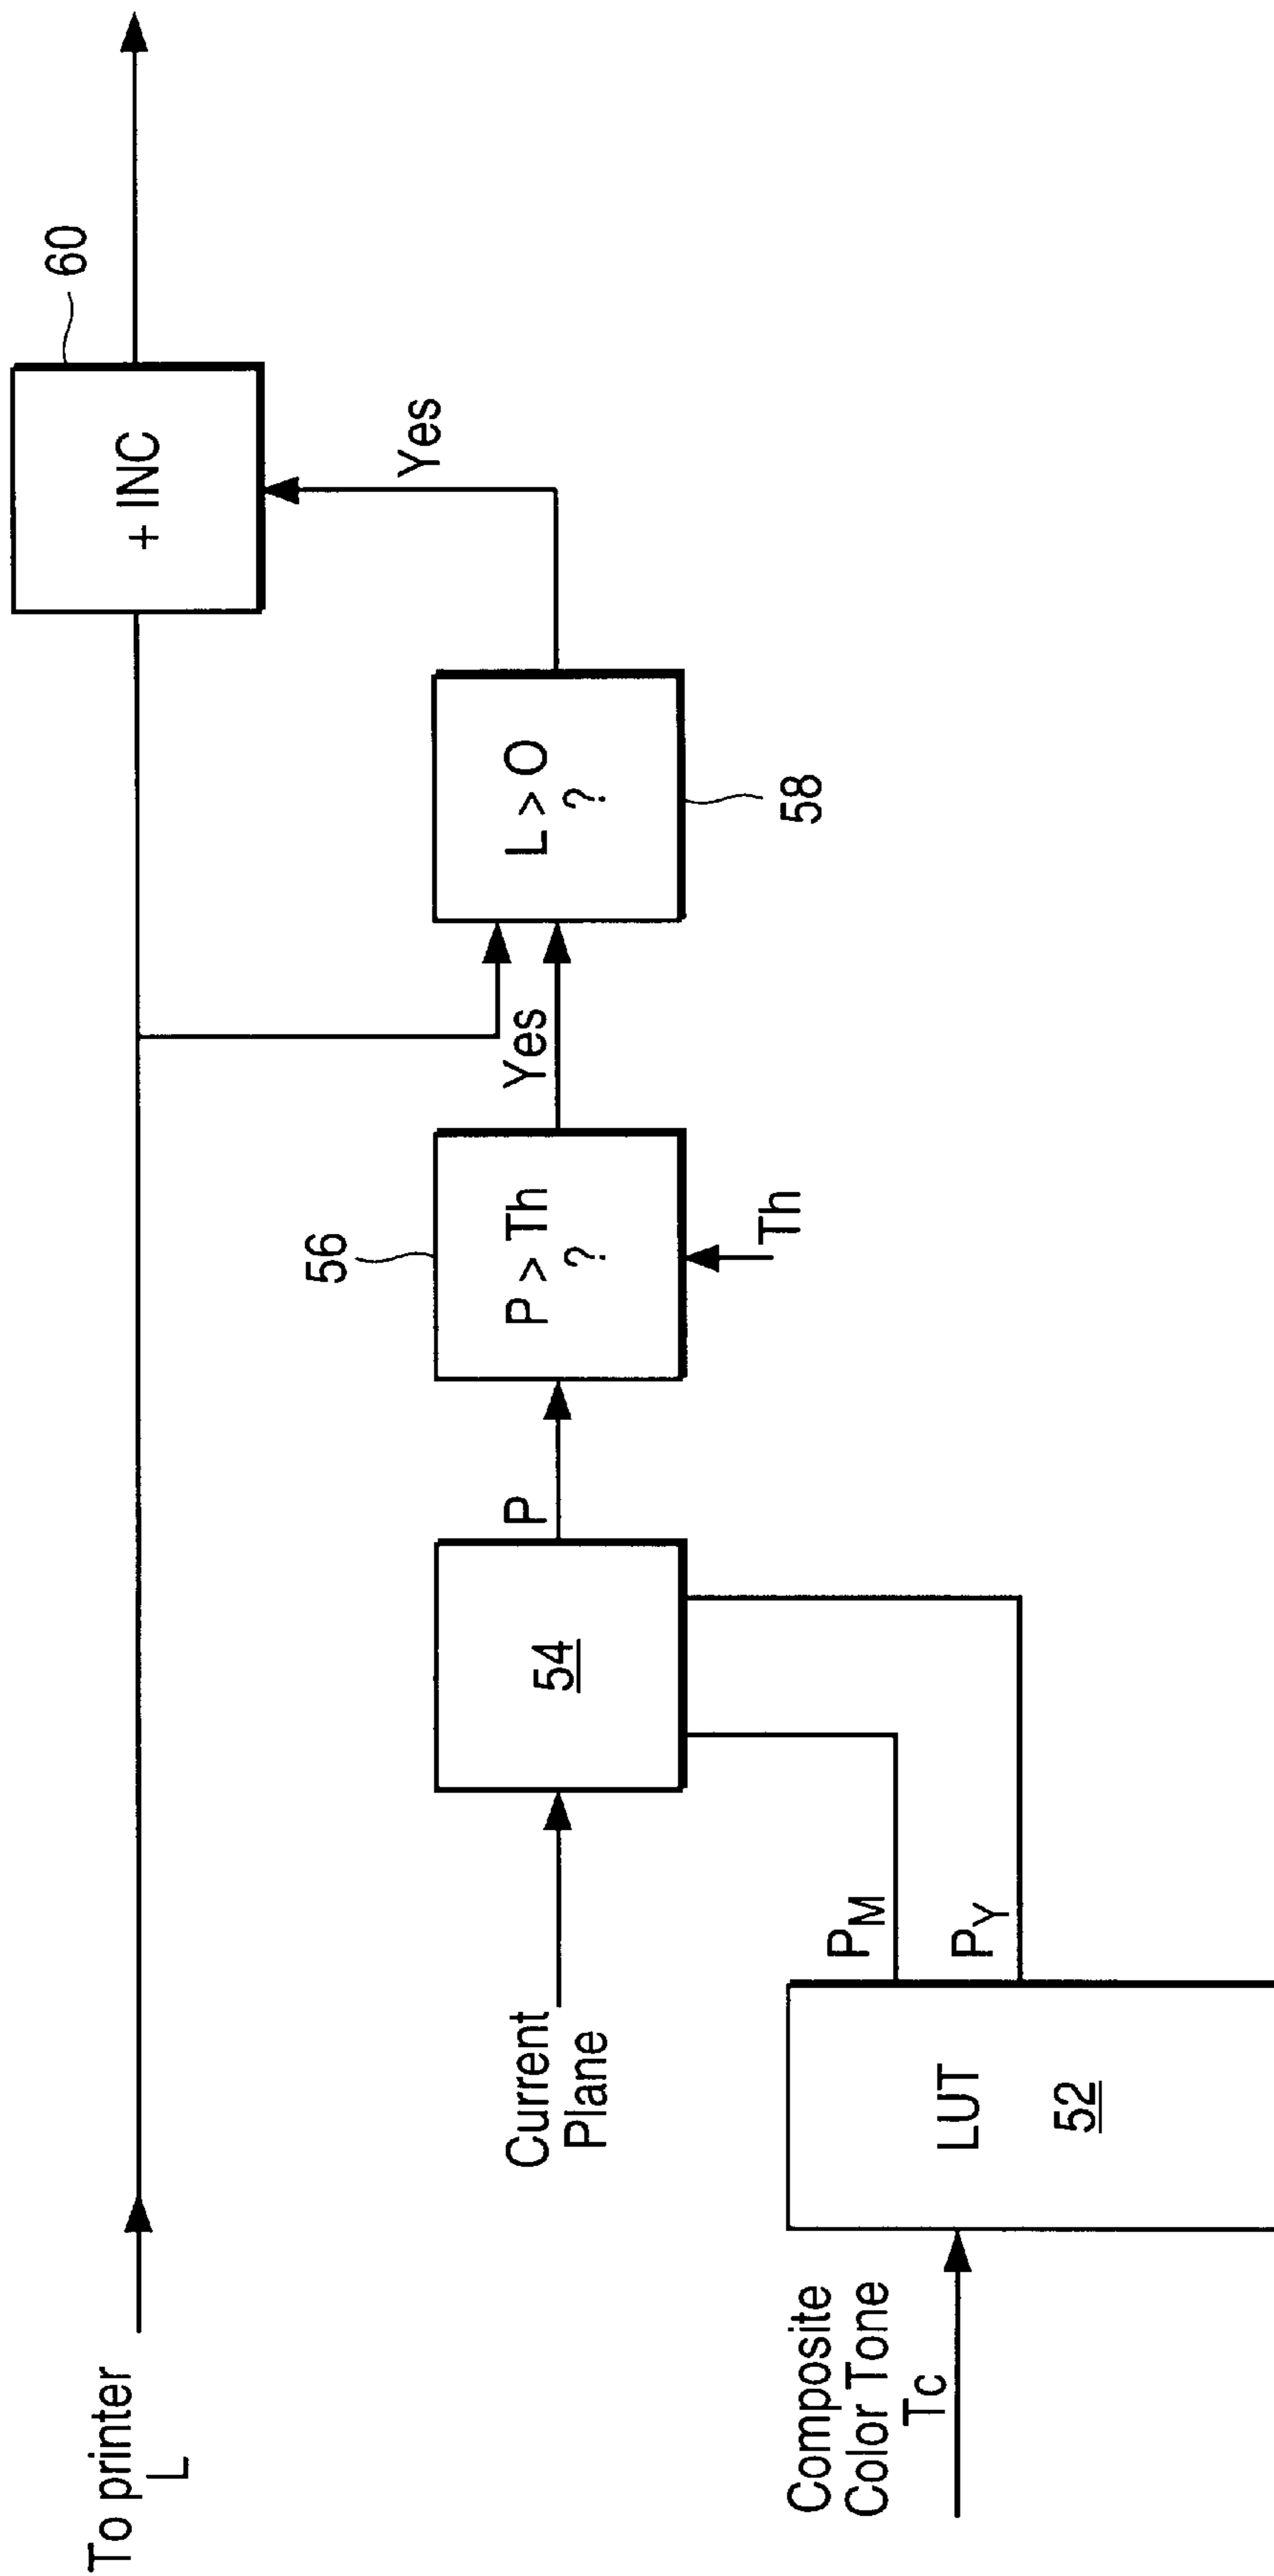 To printer
L
+ INC
60
Composite
Color Tone
Tc
LUT
52
PM
PY
Current
Plane
54
P
56
P > Th
?
Th
Yes
L > O
?
58
Yes